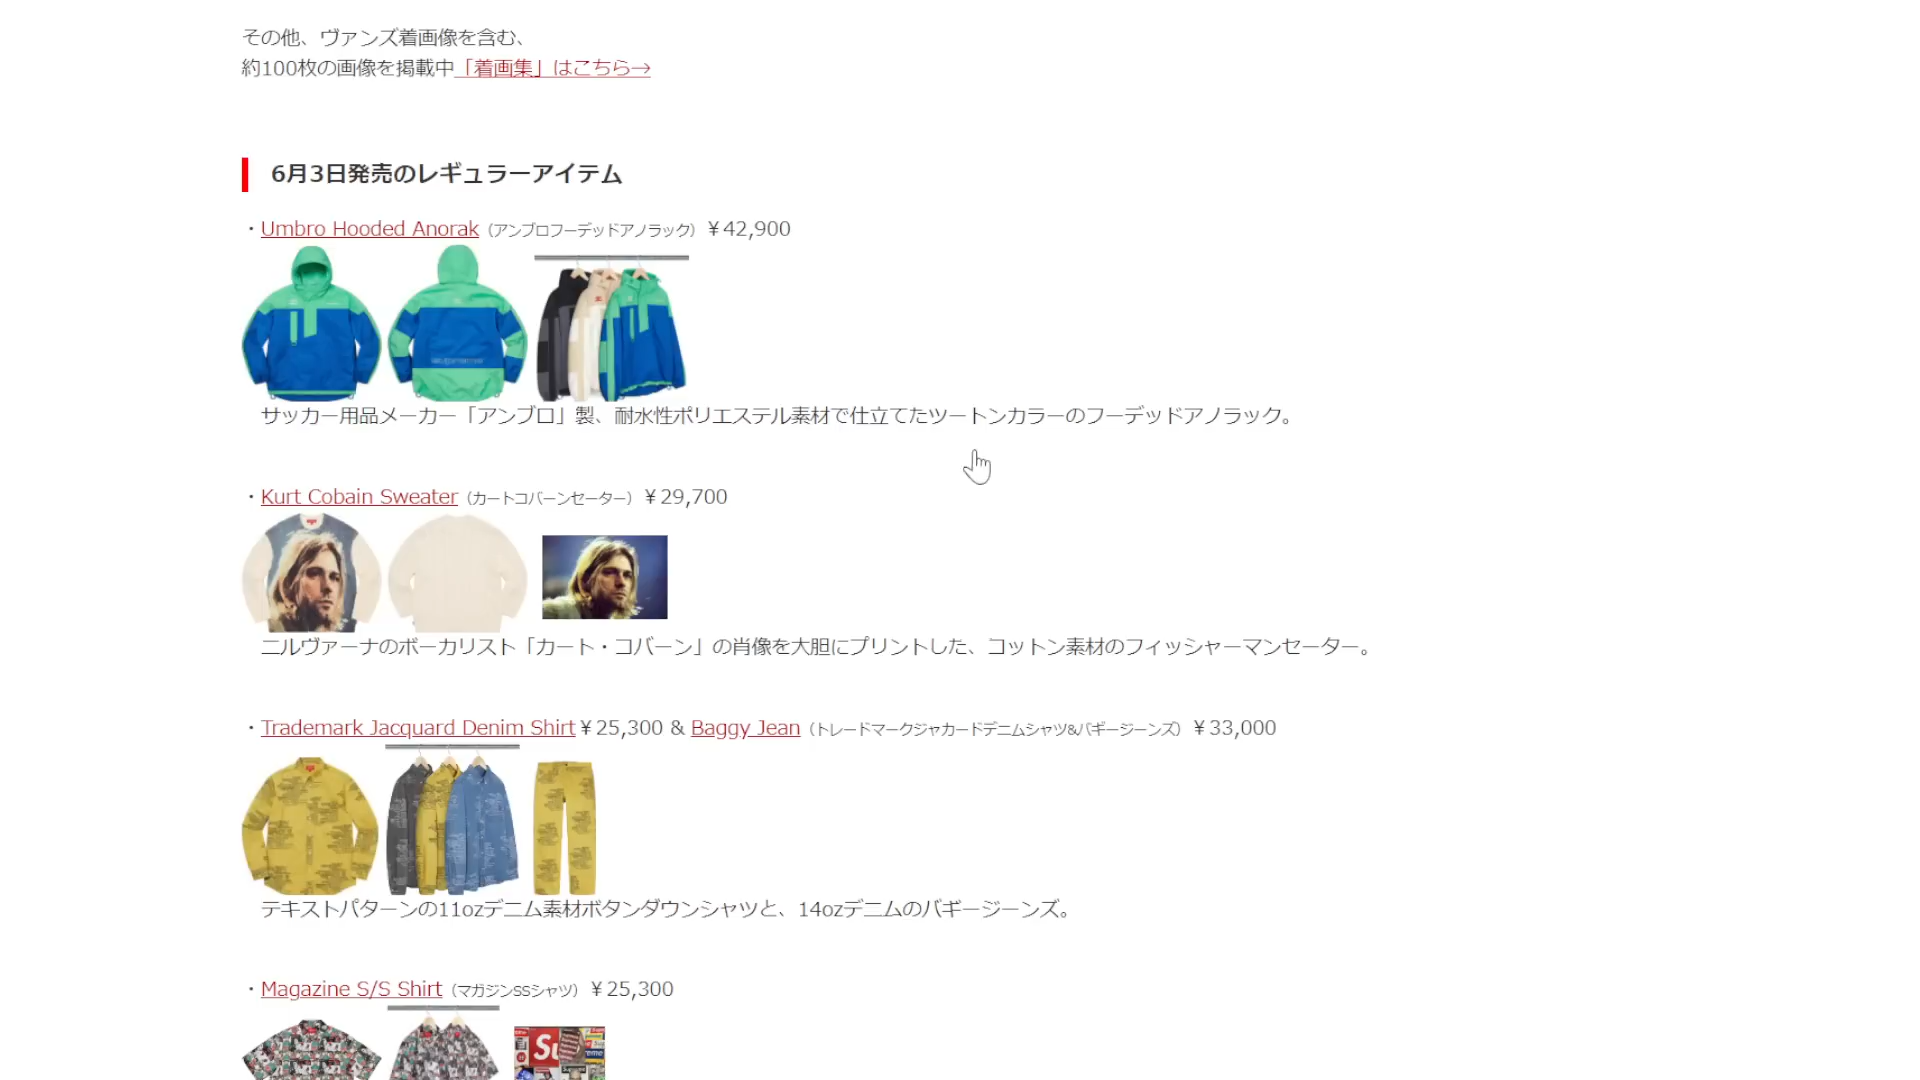 その他、ヴァンズ着画像を含む、
約100枚の画像を掲載中「着画集」はこちら→
6月3日発売のレギュラーアイテム
・Umbro Hooded Anorak（アンブロフーデッドアノラック）￥42,900
サッカー用品メーカー「アンブロ」製、耐水性ポリエステル素材で仕立てたツートンカラーのフーデッドアノラック。
・Kurt Cobain Sweater（カートコバーンセーター）￥29,700
ニルヴァーナのボーカリスト「カート・コバーン」の肖像を大胆にプリントした、コットン素材のフィッシャーマンセーター。
・Trademark Jacquard Denim Shirt￥25,300 & Baggy Jean（トレードマークジャカードデニムシャツ&バギージーンズ）￥33,000
テキストパターンの11ozデニム素材ボタンダウンシャツと、14ozデニムのバギージーンズ。
・Magazine S/S Shirt（マガジンSSシャツ）￥25,300